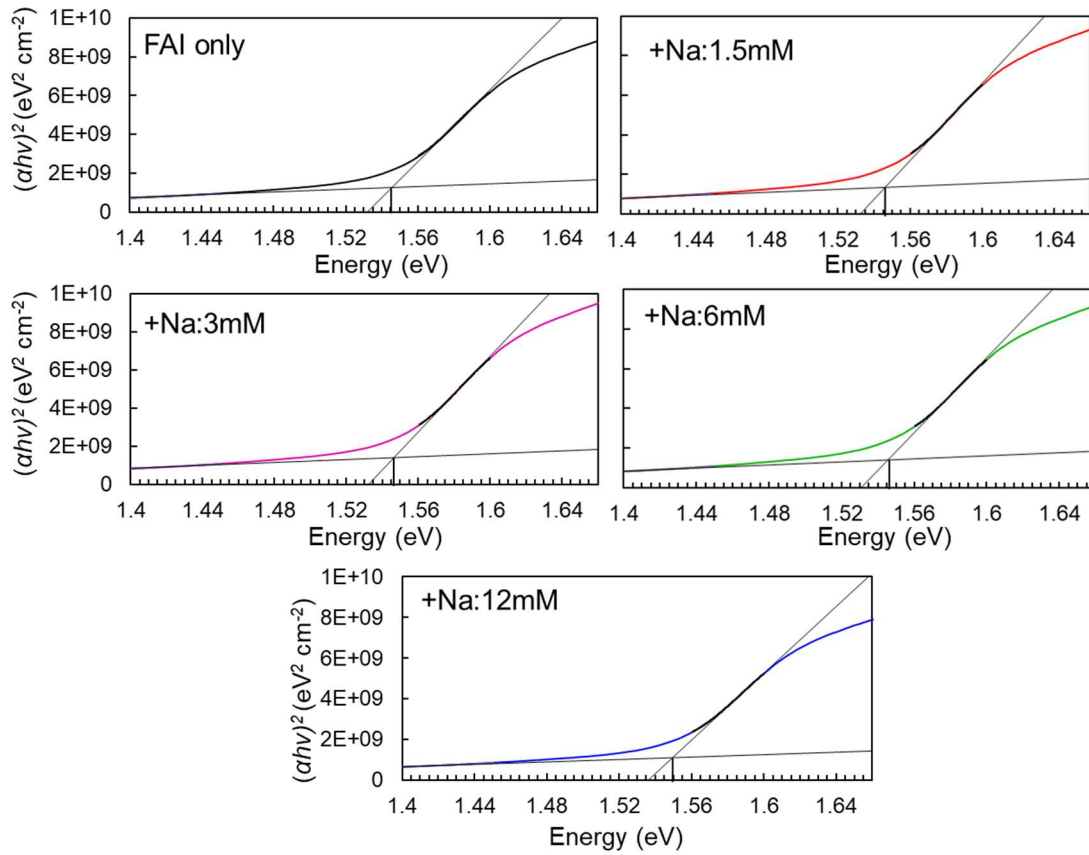 FAI only
(αhν)² (eV² cm⁻²)
1E+10
8E+09
6E+09
4E+09
2E+09
0
1.4 1.44 1.48 1.52 1.56 1.6 1.64
Energy (eV)
+Na:1.5mM
1.4 1.44 1.48 1.52 1.56 1.6 1.64
Energy (eV)
+Na:3mM
(αhν)² (eV² cm⁻²)
1E+10
8E+09
6E+09
4E+09
2E+09
0
1.4 1.44 1.48 1.52 1.56 1.6 1.64
Energy (eV)
+Na:6mM
1.4 1.44 1.48 1.52 1.56 1.6 1.64
Energy (eV)
+Na:12mM
(αhν)² (eV² cm⁻²)
1E+10
8E+09
6E+09
4E+09
2E+09
0
1.4 1.44 1.48 1.52 1.56 1.6 1.64
Energy (eV)